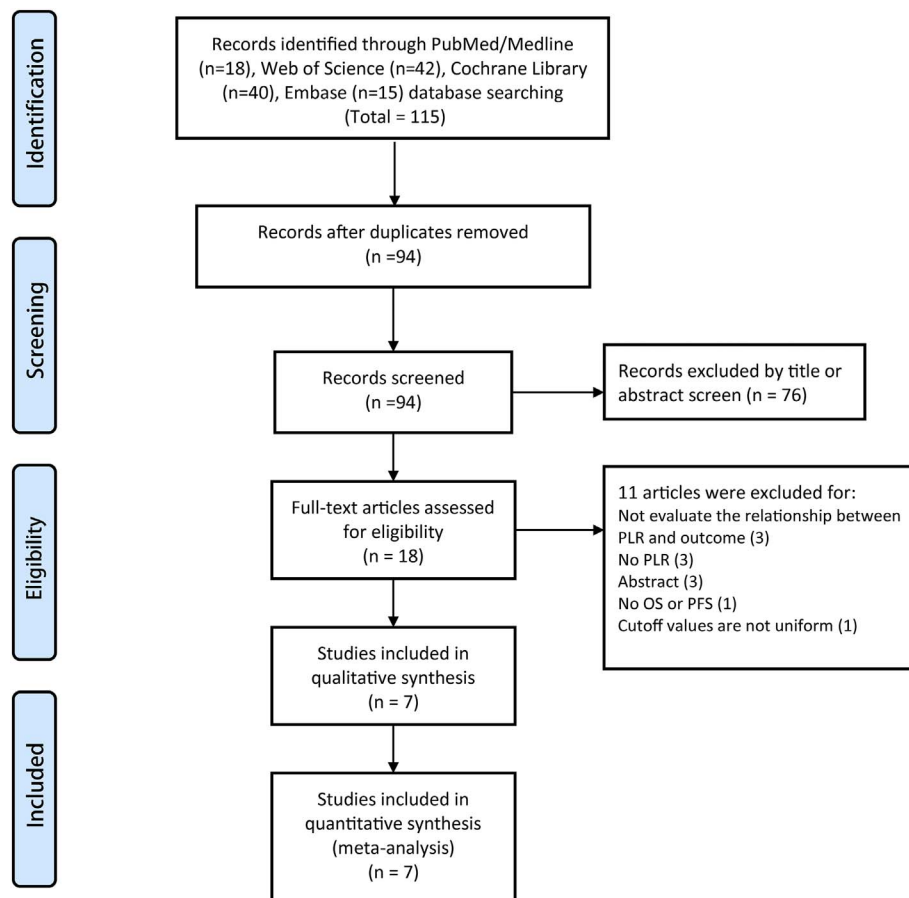 Identification
Records identified through PubMed/Medline
(n=18), Web of Science (n=42), Cochrane Library
(n=40), Embase (n=15) database searching
(Total = 115)
Screening
Records after duplicates removed
(n =94)
Records screened
(n =94)
Records excluded by title or
abstract screen (n = 76)
Eligibility
Full-text articles assessed
for eligibility
(n = 18)
11 articles were excluded for:
Not evaluate the relationship between
PLR and outcome (3)
No PLR (3)
Abstract (3)
No OS or PFS (1)
Cutoff values are not uniform (1)
Studies included in
qualitative synthesis
(n = 7)
Included
Studies included in
quantitative synthesis
(meta-analysis)
(n = 7)